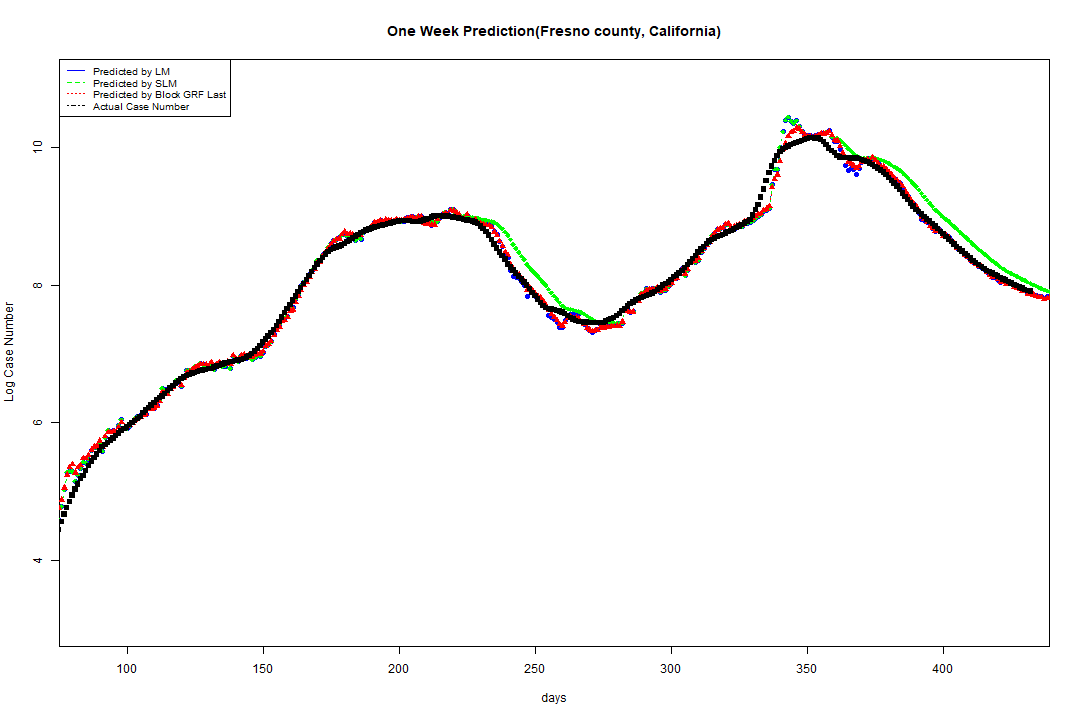 One Week Prediction(Fresno county, California)
Predicted by LM
Predicted by SLM
Predicted by Block GRF Last
Actual Case Number
10
8
6
4
Log Case Number
100 150 200 250 300 350 400
days